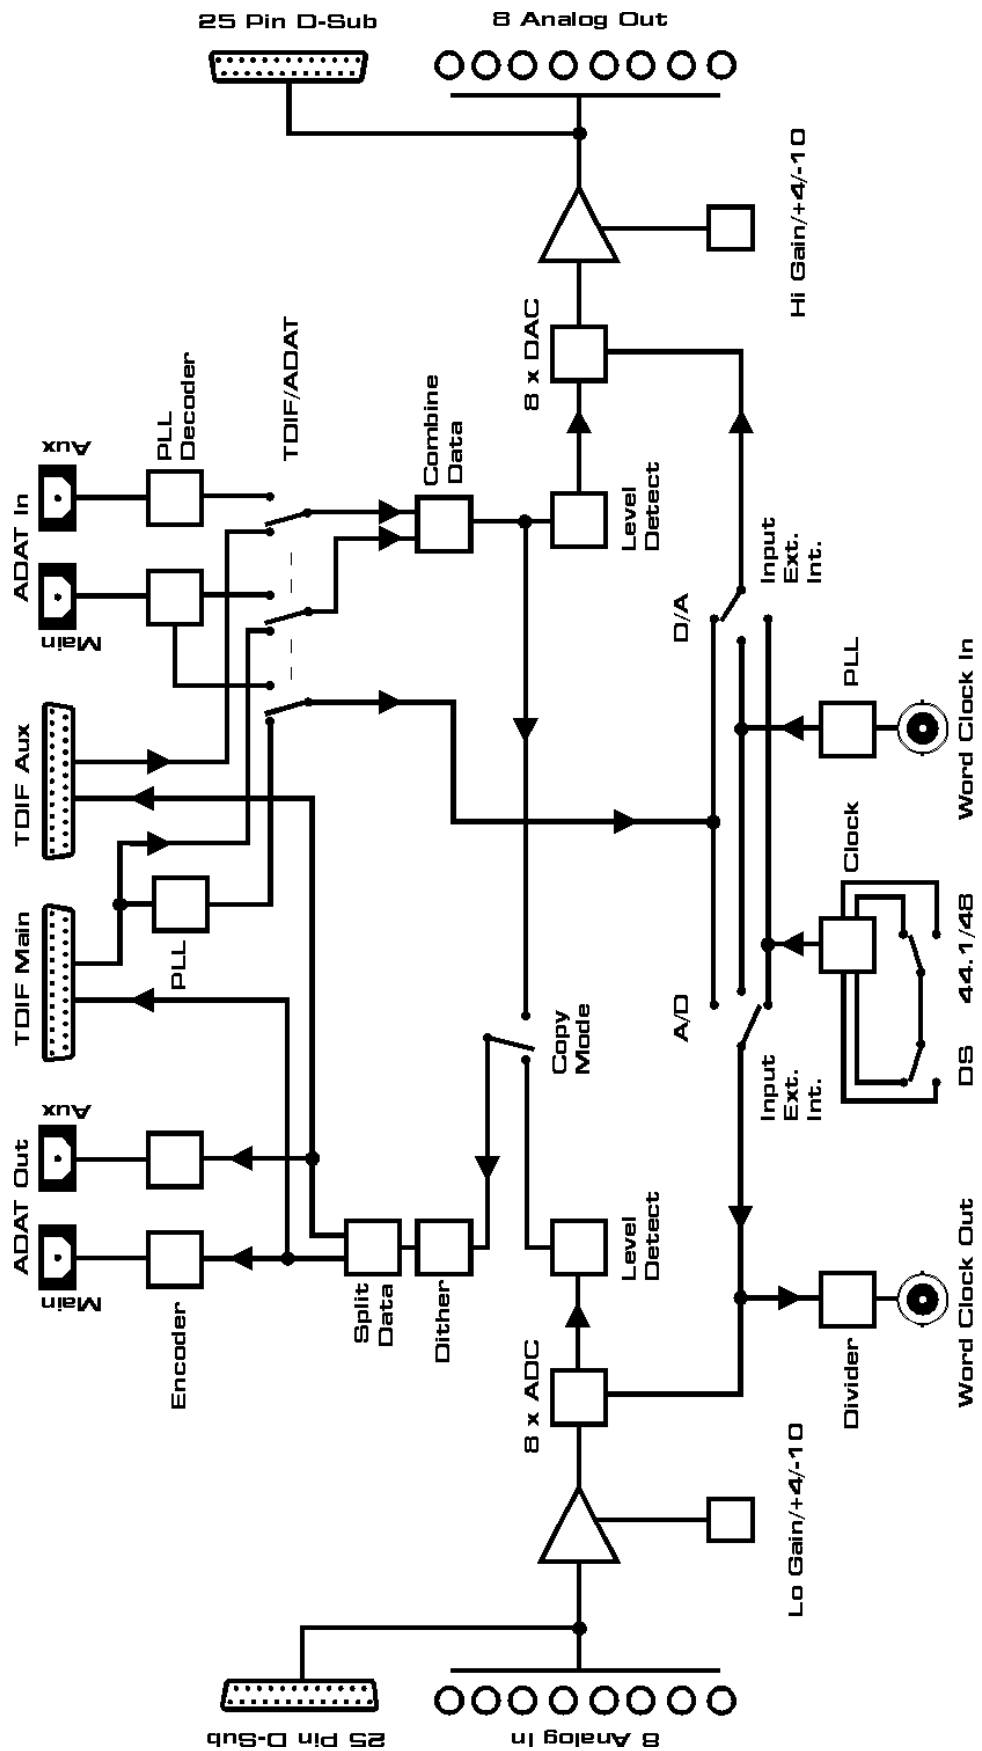 25 Pin D-Sub
8 Analog Out
Hi Gain/+4/-10
8 x DAC
TDIF/ADAT
PLL
Decoder
Aux
ADAT In
Main
Combine
Data
Level
Detect
Input
Ext.
Int.
D/A
PLL
Word Clock In
TDIF Aux
Clock
TDIF Main
PLL
44.1/48
DS
A/D
Copy
Mode
Input
Ext.
Int.
Aux
ADAT Out
Main
Encoder
Split
Data
Dither
Level
Detect
8 x ADC
Divider
Word Clock Out
Lo Gain/+4/-10
25 Pin D-Sub
8 Analog In